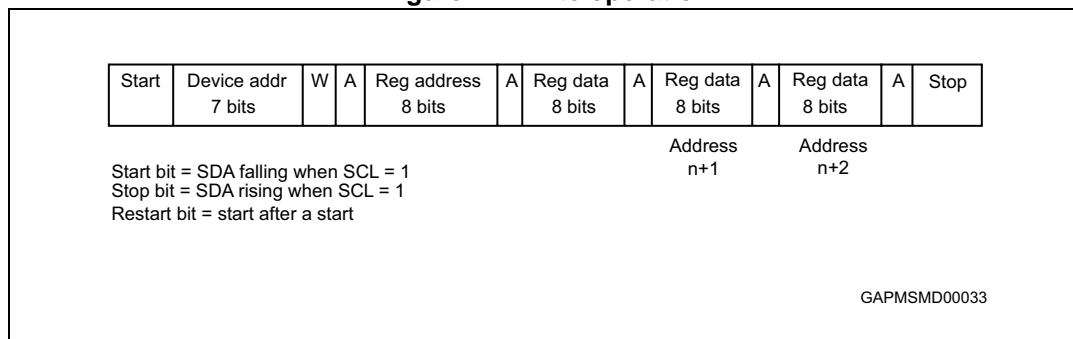 Start Device addr W A Reg address A Reg data A Reg data A Reg data A Stop
7 bits 8 bits 8 bits 8 bits 8 bits
Address Address
n+1 n+2
Start bit = SDA falling when SCL = 1
Stop bit = SDA rising when SCL = 1
Restart bit = start after a start
GAPMSMD00033